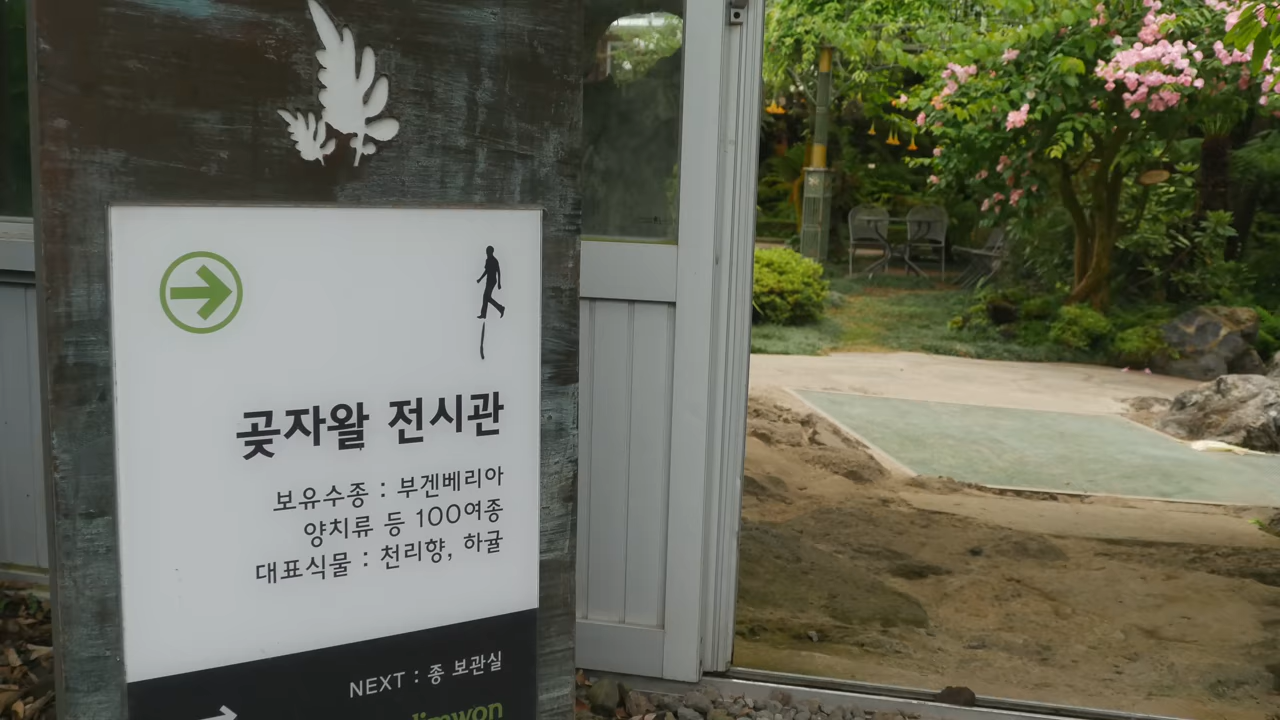 곶자왈 전시관
보유수종 : 부겐베리아
양치류 등 100여종
대표식물 : 천리향, 하귤
NEXT : 종 보관실